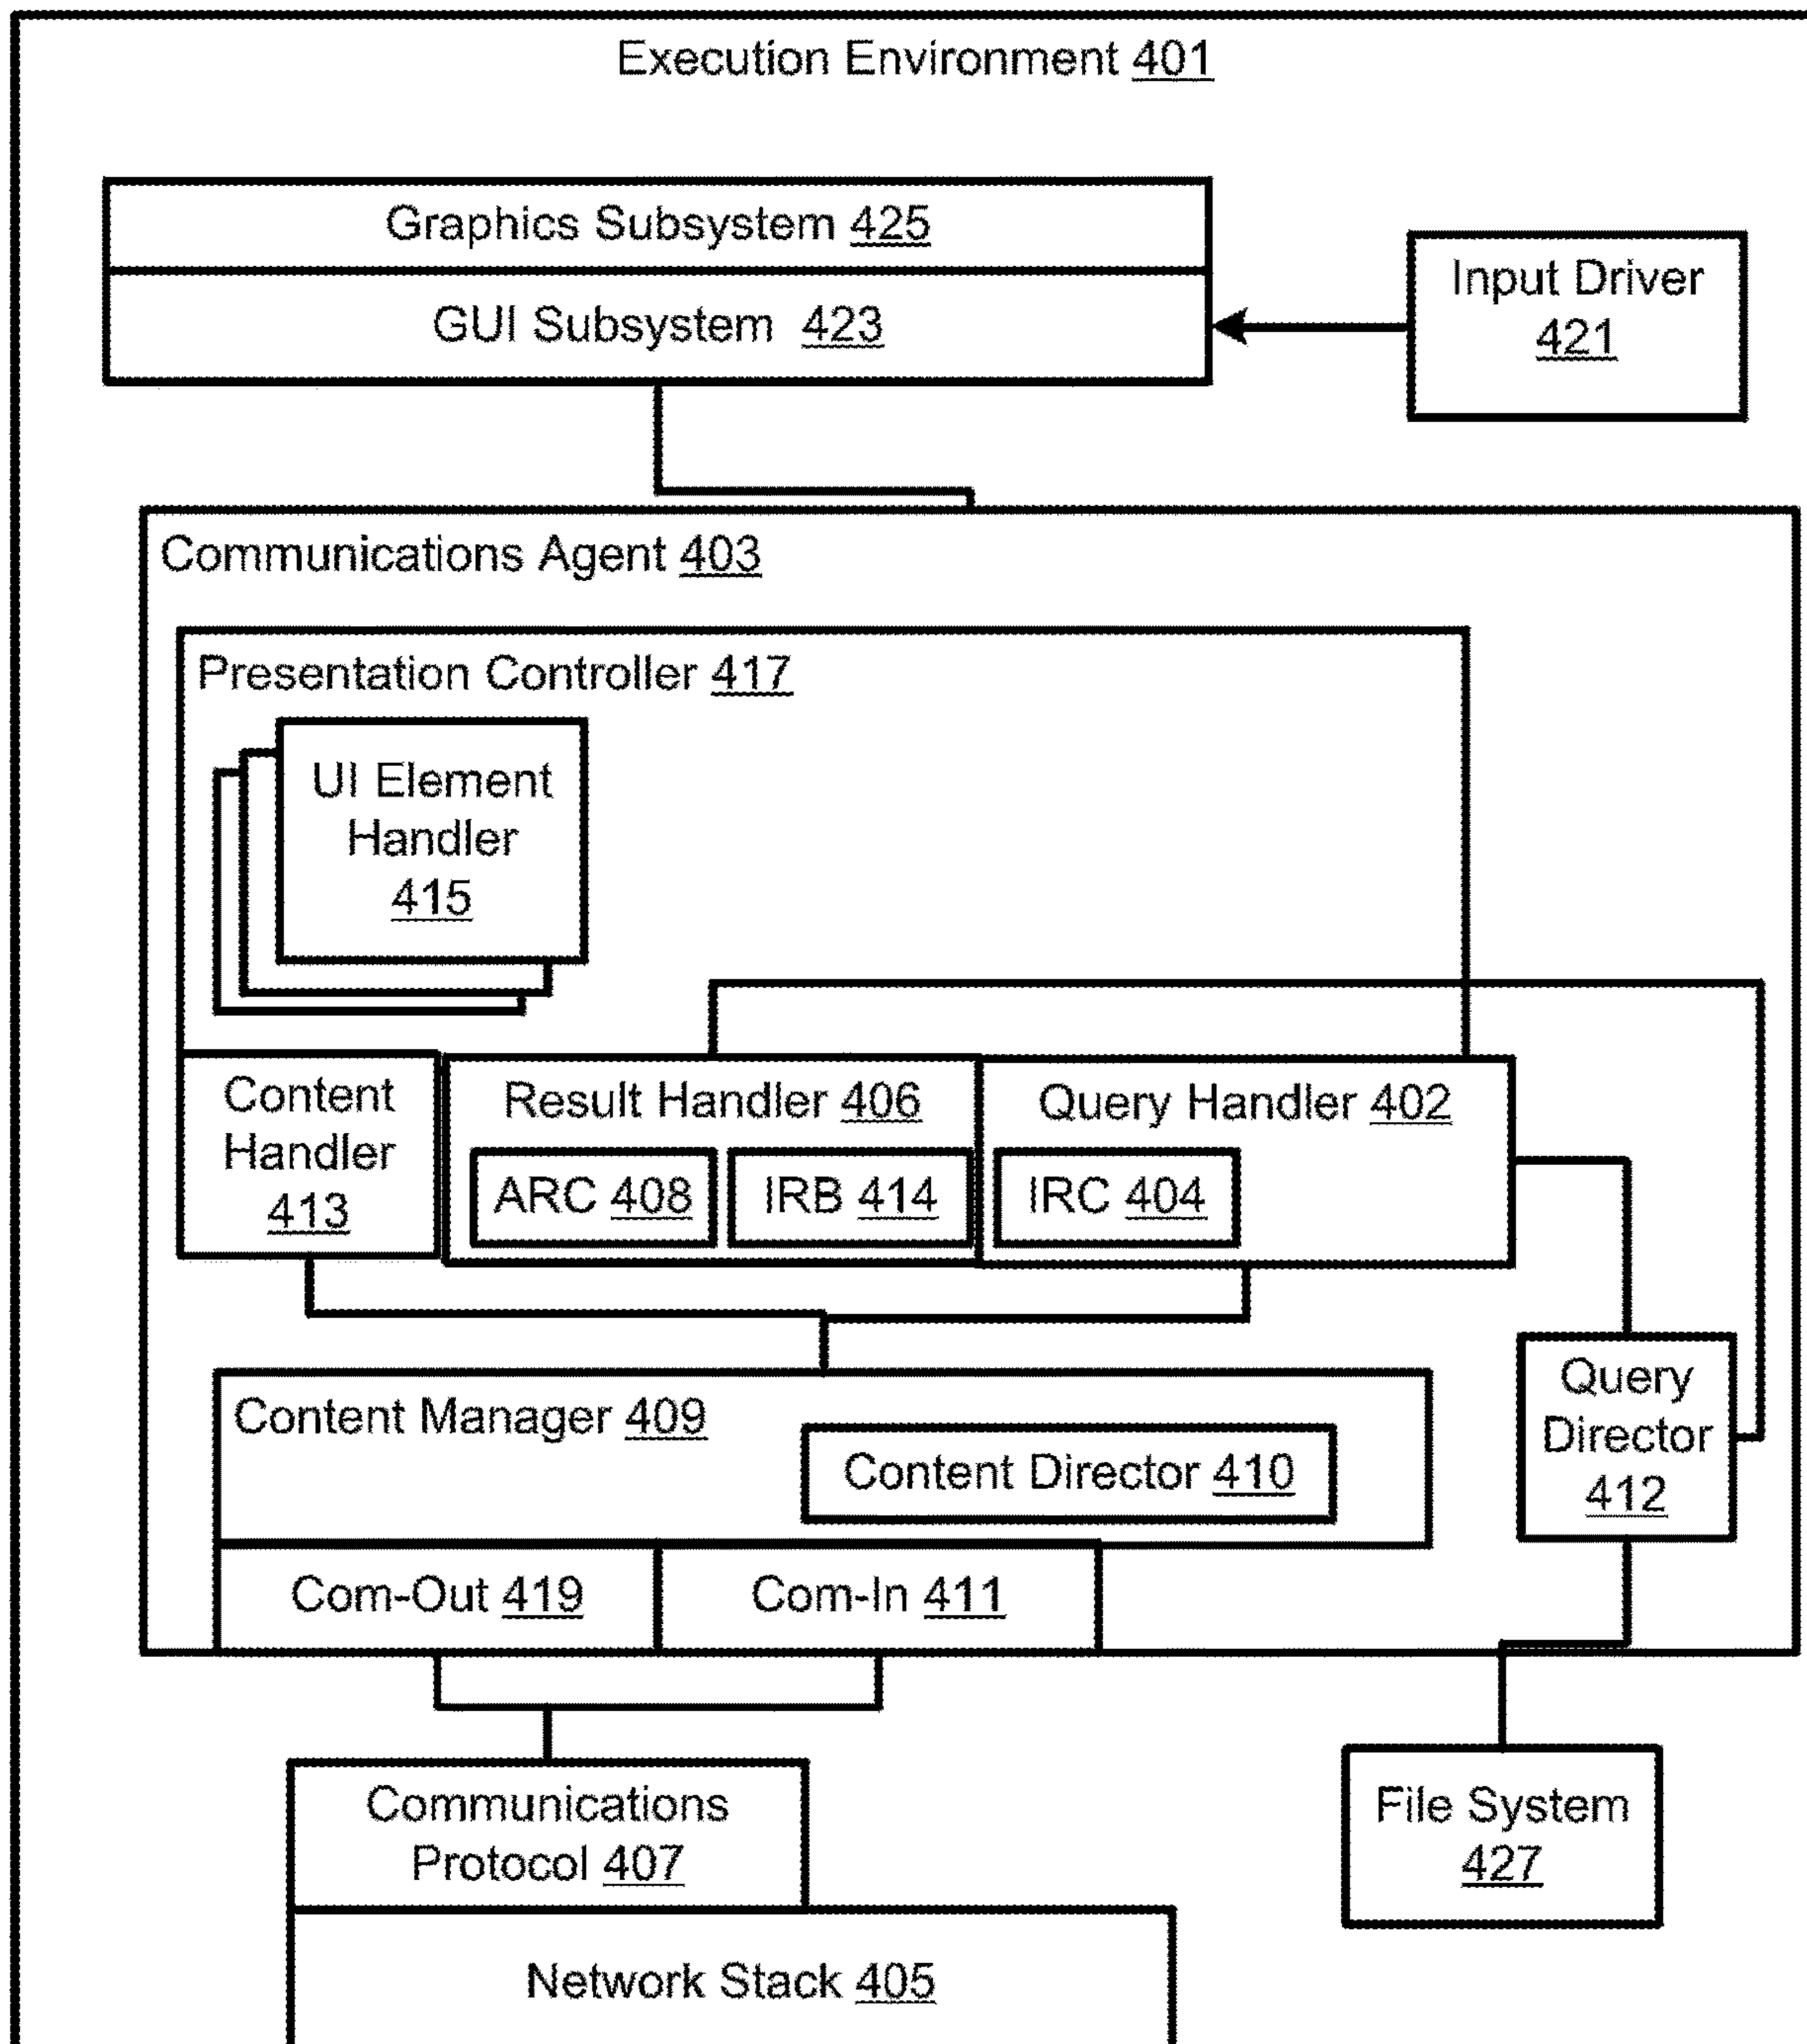 Execution Environment 401
Graphics Subsystem 425
GUI Subsystem 423
Input Driver
421
Communications Agent 403
Presentation Controller 417
UI Element
Handler
415
Content
Handler
413
Result Handler 406
ARC 408
IRB 414
Query Handler 402
IRC 404
Content Manager 409
Content Director 410
Query
Director
412
Com-Out 419
Com-In 411
Communications
Protocol 407
File System
427
Network Stack 405